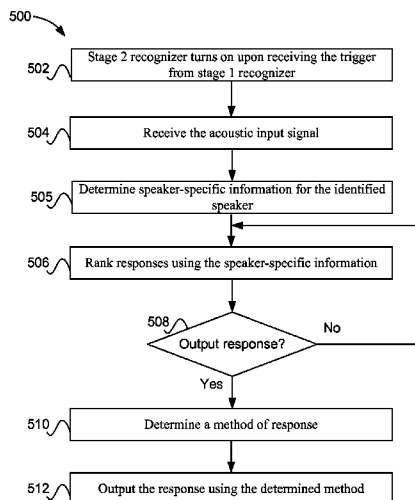 500
502
Stage 2 recognizer turns on upon receiving the trigger
from stage 1 recognizer
504
Receive the acoustic input signal
505
Determine speaker-specific information for the identified
speaker
506
Rank responses using the speaker-specific information
508
Output response?
No
Yes
510
Determine a method of response
512
Output the response using the determined method